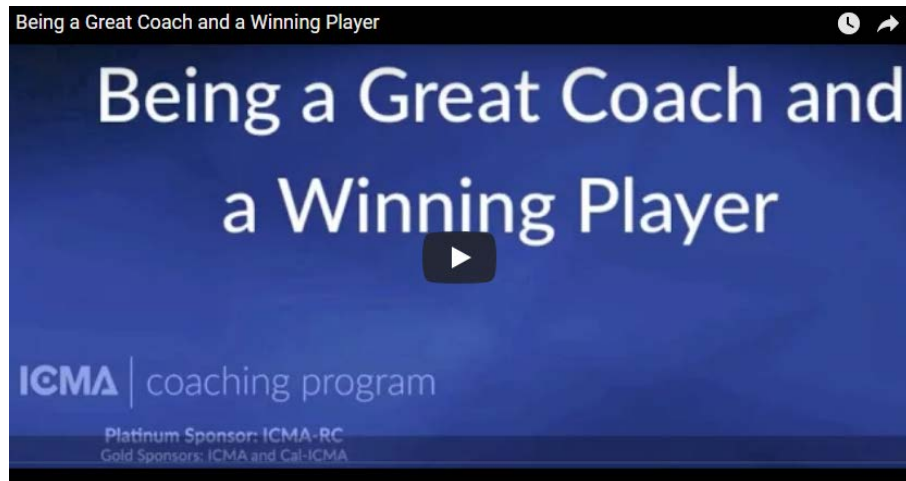 Being a Great Coach and a Winning Player
Being a Great Coach and
a Winning Player
ICMA | coaching program
Platinum Sponsor: ICMA-RC
Gold Sponsors: ICMA and Cal-ICMA